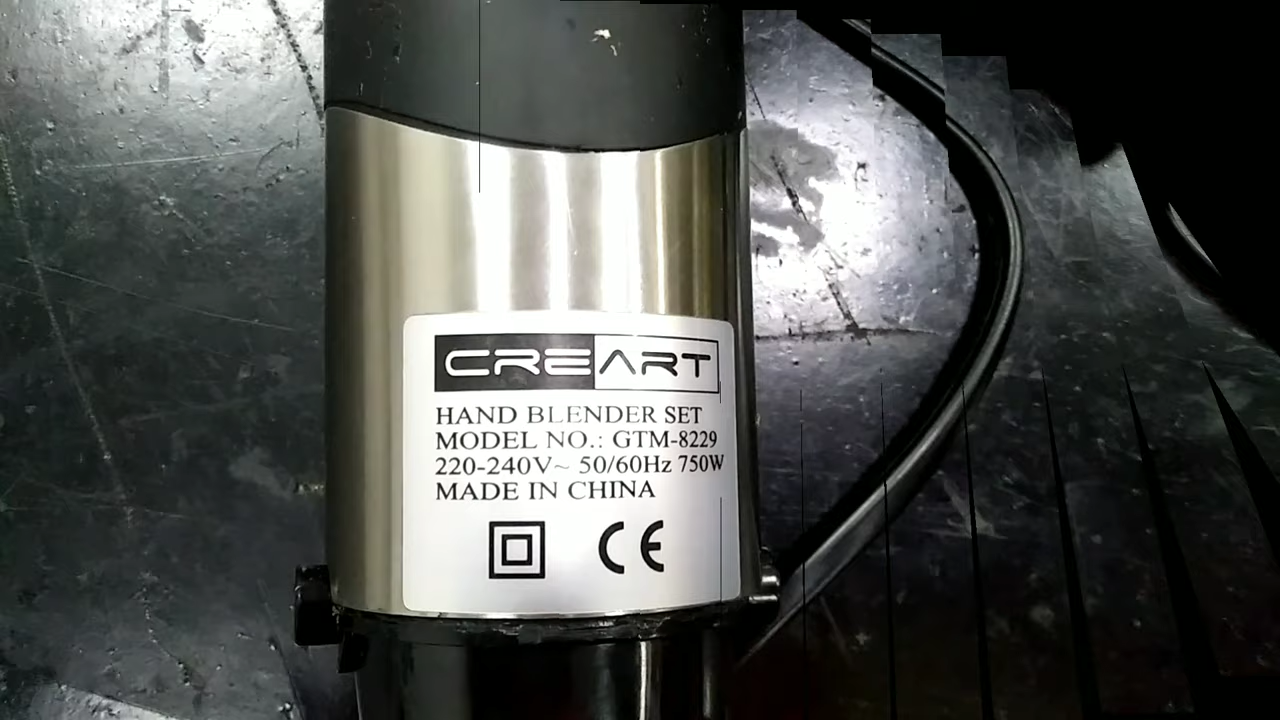 CREART
HAND BLENDER SET
MODEL NO.: GTM-8229
220-240V~ 50/60Hz 750W
MADE IN CHINA
CE